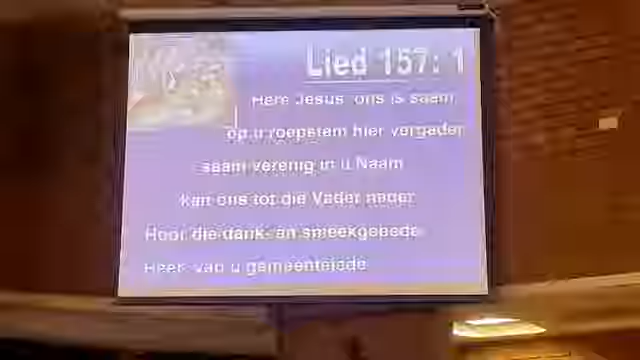 Lied 157: 1
Here Jesus ons is saam
op u roepstem hier vergader
saam verenig in u Naam
kan ons tot die Vader nader
Hoor die dank- en smeekgebede
Heer, van u gemeentelede